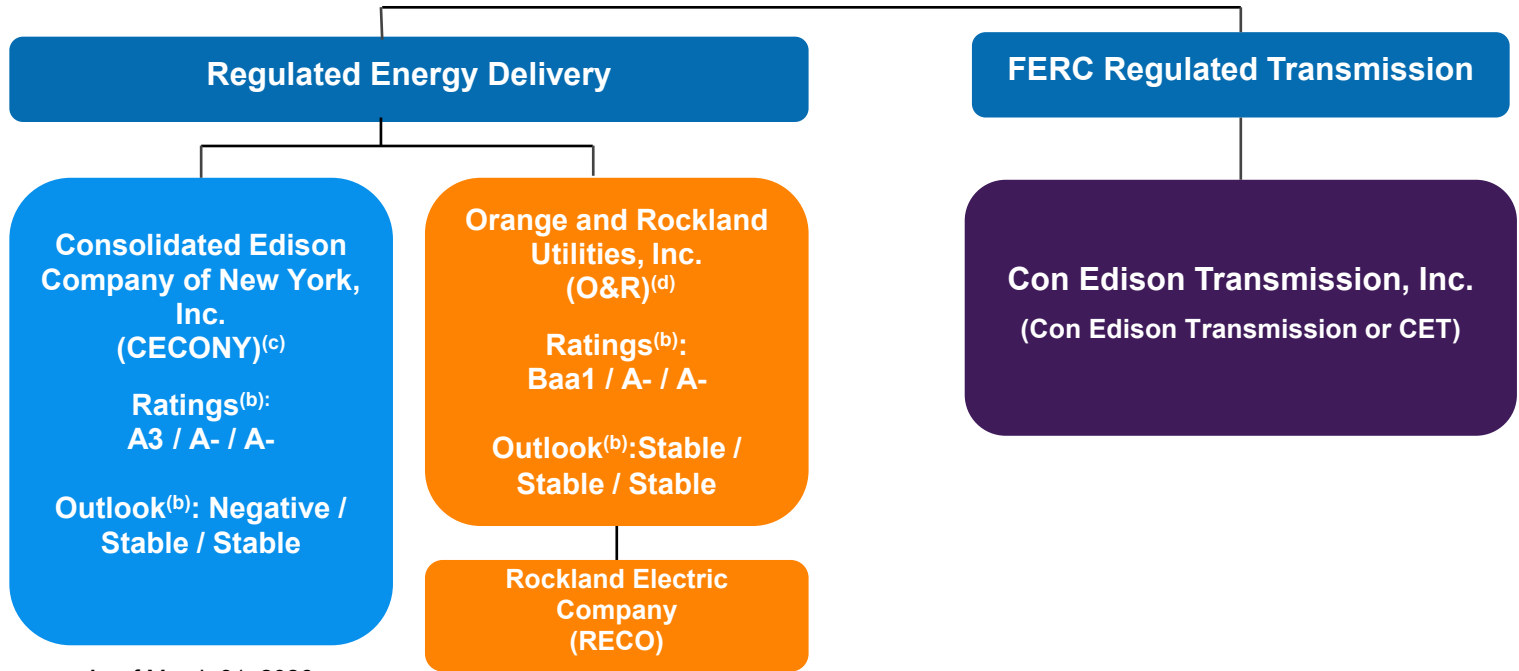 Regulated Energy Delivery
FERC Regulated Transmission
Consolidated Edison
Company of New York,
Inc.
(CECONY)(c)
Ratings(b):
A3 / A- / A-
Outlook(b): Negative /
Stable / Stable
Orange and Rockland
Utilities, Inc.
(O&R)(d)
Ratings(b):
Baa1 / A- / A-
Outlook(b):Stable /
Stable / Stable
Rockland Electric
Company
(RECO)
Con Edison Transmission, Inc.
(Con Edison Transmission or CET)